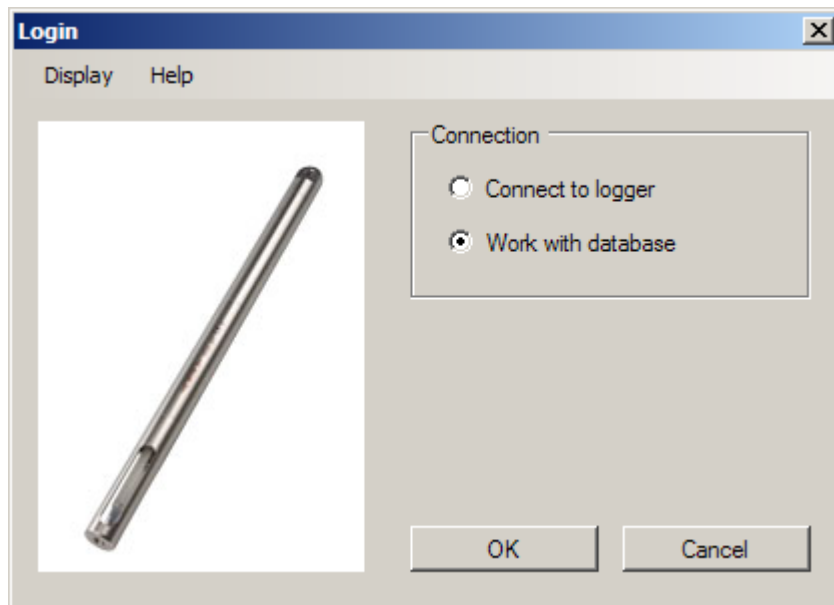 Login
Display Help
Connection
Connect to logger
Work with database
OK Cancel